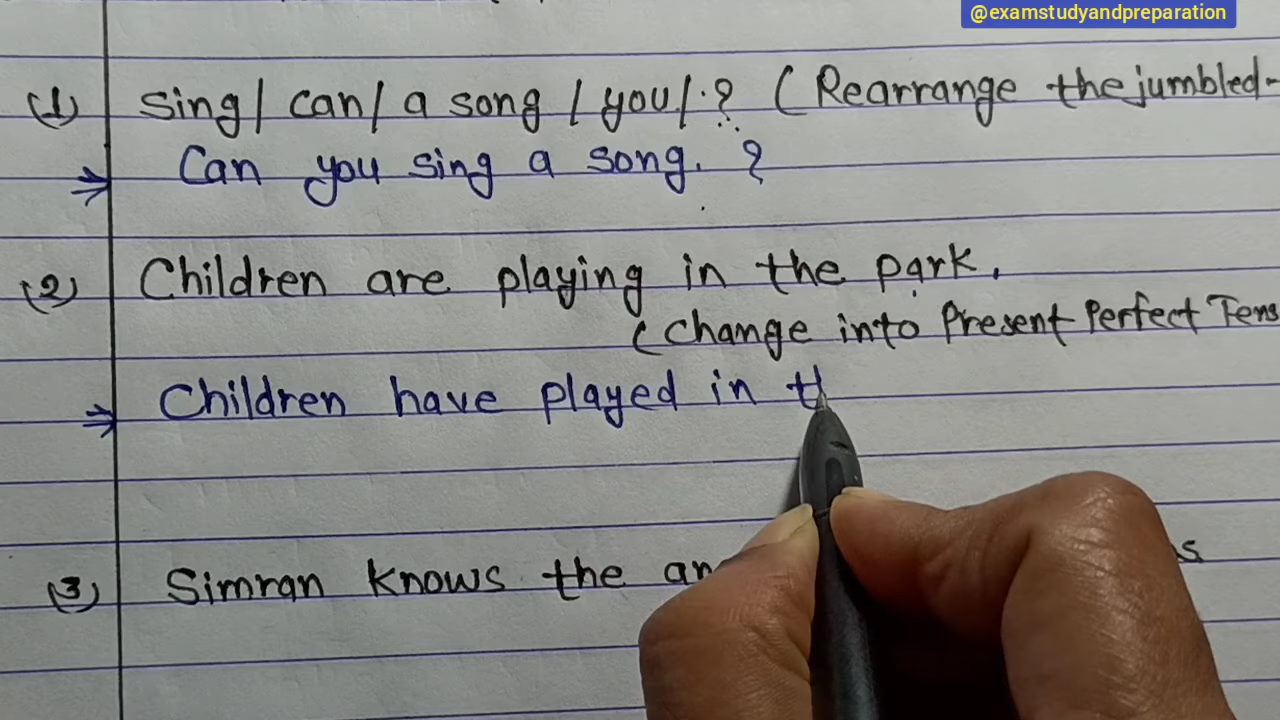 @examstudyandpreparation
(1) Sing / can / a song / you / . ? ( Rearrange the jumbled-
⇒ Can you sing a song. ?
(2) Children are playing in the park.
( Change into Present Perfect Tens
⇒ Children have played in th
(3) Simran knows the an s